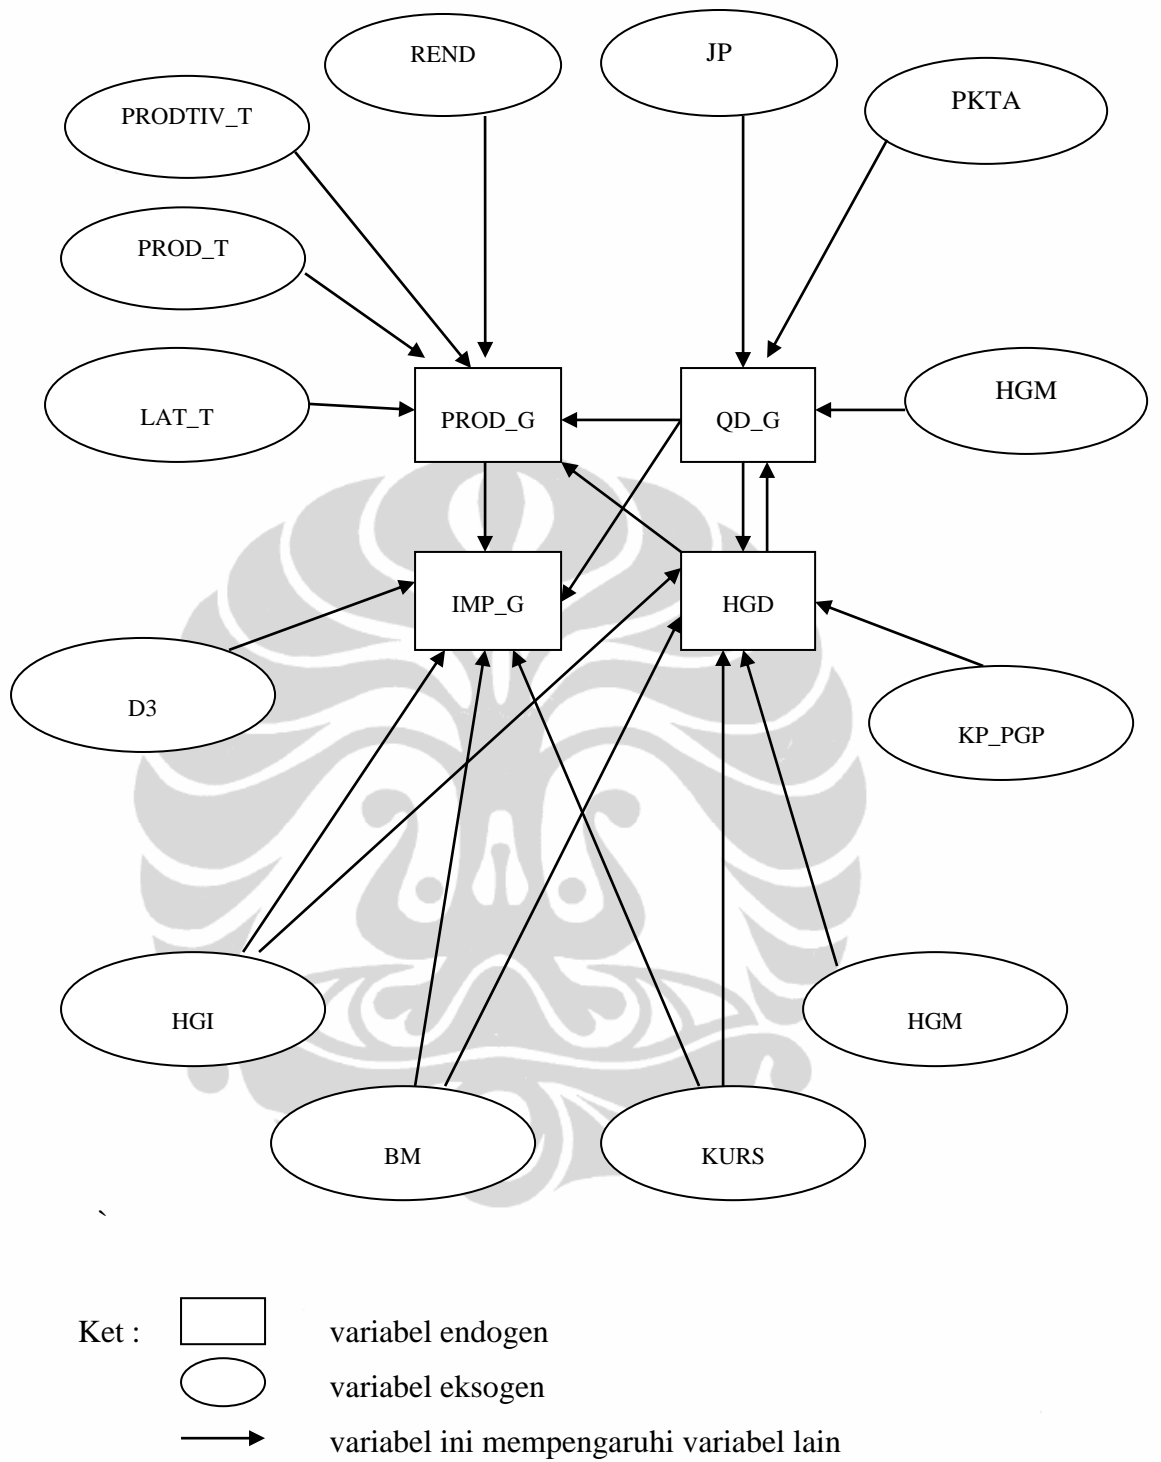 REND
JP
PKTA
PRODTIV_T
PROD_T
HGM
LAT_T
PROD_G
QD_G
IMP_G
HGD
D3
KP_PGP
HGI
HGM
BM
KURS
`
Ket :
variabel endogen
variabel eksogen
variabel ini mempengaruhi variabel lain